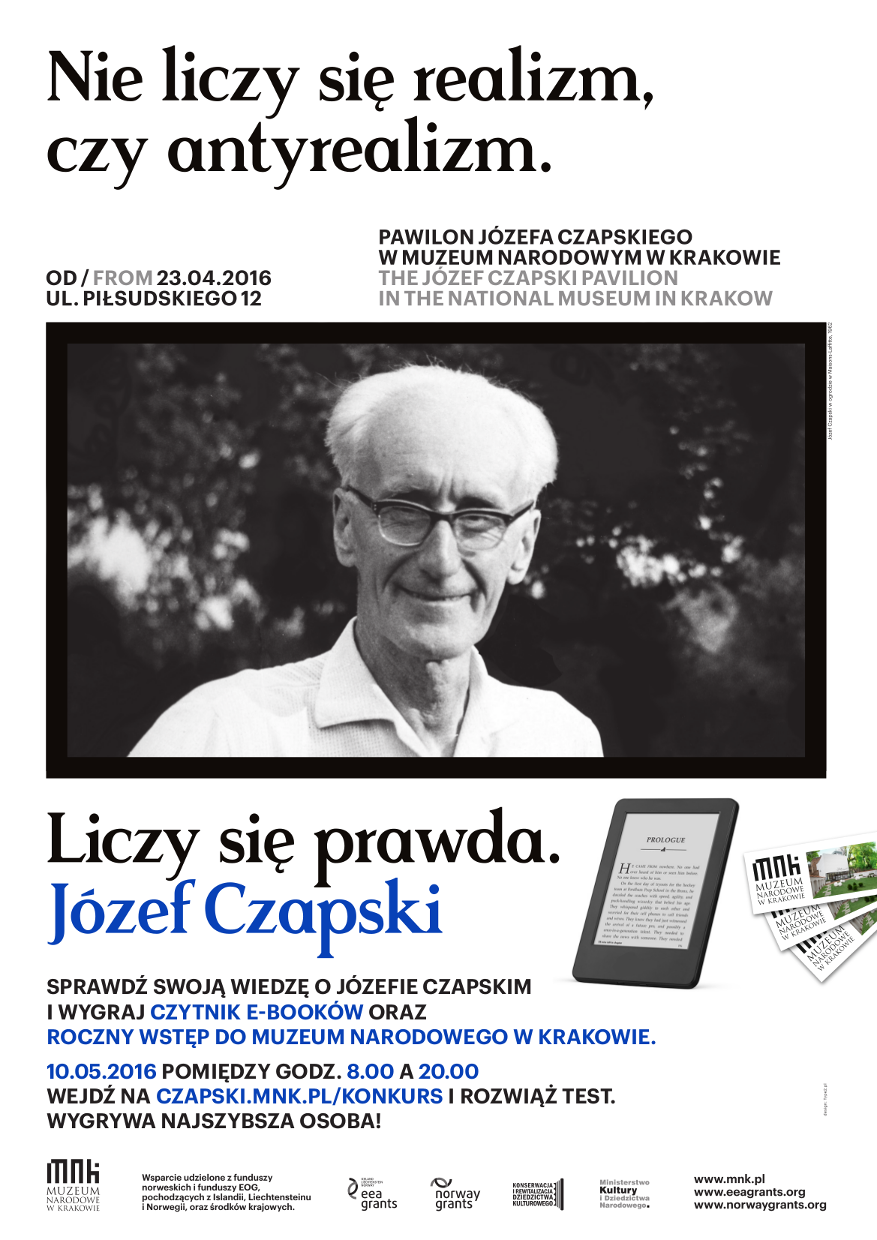 Nie liczy się realizm,
czy antyrealizm.
OD / FROM 23.04.2016
UL. PIŁSUDSKIEGO 12
PAWILON JÓZEFA CZAPSKIEGO
W MUZEUM NARODOWYM W KRAKOWIE
THE JÓZEF CZAPSKI PAVILION
IN THE NATIONAL MUSEUM IN KRAKOW
Józef Czapski w ogrodzie w Maisons-Laffitte, 1962
Liczy się prawda.
Józef Czapski
PROLOGUE
mnk
MUZEUM
NARODOWE
W KRAKOWIE
MUZEUM
NARODOWE
W KRAKOWIE
MUZEUM
NARODOWE
W KRAKOWIE
SPRAWDŹ SWOJĄ WIEDZĘ O JÓZEFIE CZAPSKIM
I WYGRAJ CZYTNIK E-BOOKÓW ORAZ
ROCZNY WSTĘP DO MUZEUM NARODOWEGO W KRAKOWIE.
10.05.2016 POMIĘDZY GODZ. 8.00 A 20.00
WEJDŹ NA CZAPSKI.MNK.PL/KONKURS I ROZWIĄŻ TEST.
WYGRYWA NAJSZYBSZA OSOBA!
mnk
MUZEUM
NARODOWE
W KRAKOWIE
Wsparcie udzielone z funduszy
norweskich i funduszy EOG,
pochodzących z Islandii, Liechtensteinu
i Norwegii, oraz środków krajowych.
eea
grants
norway
grants
KONSERWACJA
I REWITALIZACJA
DZIEDZICTWA
KULTUROWEGO
Ministerstwo
Kultury
i Dziedzictwa
Narodowego.
www.mnk.pl
www.eeagrants.org
www.norwaygrants.org